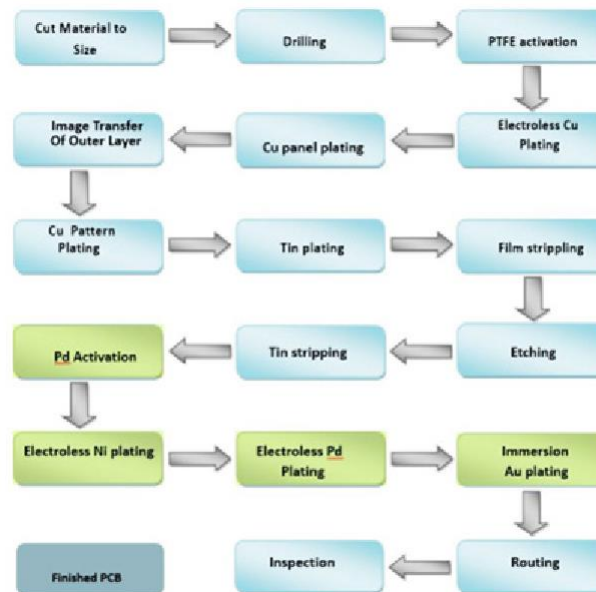 Cut Material to
Size
Drilling
PTFE activation
Electroless Cu
Plating
Cu panel plating
Image Transfer
Of Outer Layer
Cu Pattern
Plating
Tin plating
Film strippling
Etching
Tin stripping
Pd Activation
Electroless Ni plating
Electroless Pd
Plating
Immersion
Au plating
Routing
Inspection
Finished PCB